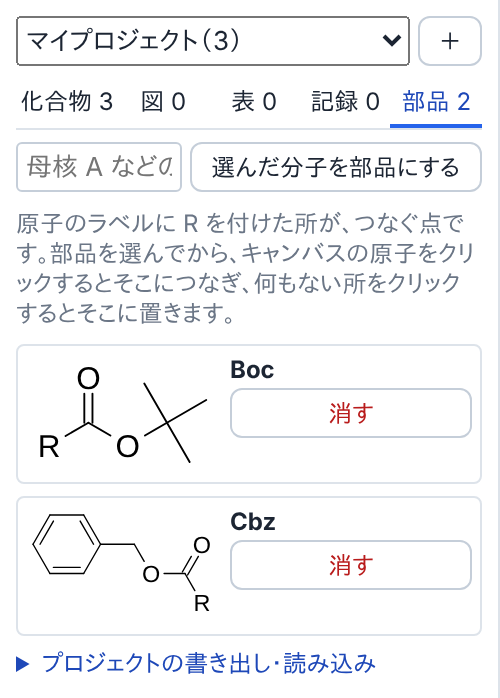 マイプロジェクト（3）
+
化合物 3 図 0 表 0 記録 0 部品 2
母核 A などの
選んだ分子を部品にする
原子のラベルに R を付けた所が、つなぐ点で
す。部品を選んでから、キャンバスの原子をクリ
ックするとそこにつなぎ、何もない所をクリック
するとそこに置きます。
Boc
O
R
O
消す
Cbz
O
O
R
消す
▶ プロジェクトの書き出し・読み込み